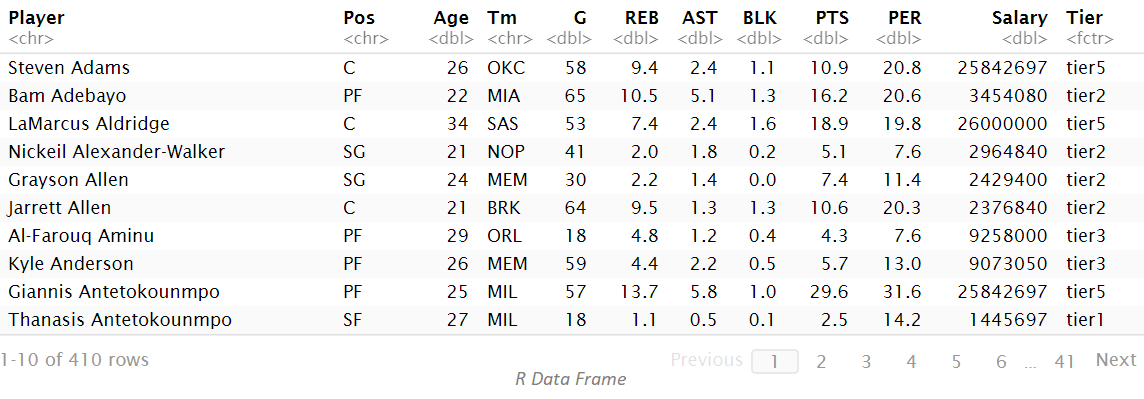 Player Pos Age Tm G REB AST BLK PTS PER Salary Tier
<chr> <chr> <dbl> <chr> <dbl> <dbl> <dbl> <dbl> <dbl> <dbl> <dbl> <fctr>
Steven Adams C 26 OKC 58 9.4 2.4 1.1 10.9 20.8 25842697 tier5
Bam Adebayo PF 22 MIA 65 10.5 5.1 1.3 16.2 20.6 3454080 tier2
LaMarcus Aldridge C 34 SAS 53 7.4 2.4 1.6 18.9 19.8 26000000 tier5
Nickeil Alexander-Walker SG 21 NOP 41 2.0 1.8 0.2 5.1 7.6 2964840 tier2
Grayson Allen SG 24 MEM 30 2.2 1.4 0.0 7.4 11.4 2429400 tier2
Jarrett Allen C 21 BRK 64 9.5 1.3 1.3 10.6 20.3 2376840 tier2
Al-Farouq Aminu PF 29 ORL 18 4.8 1.2 0.4 4.3 7.6 9258000 tier3
Kyle Anderson PF 26 MEM 59 4.4 2.2 0.5 5.7 13.0 9073050 tier3
Giannis Antetokounmpo PF 25 MIL 57 13.7 5.8 1.0 29.6 31.6 25842697 tier5
Thanasis Antetokounmpo SF 27 MIL 18 1.1 0.5 0.1 2.5 14.2 1445697 tier1
1-10 of 410 rows Previous 1 2 3 4 5 6 ... 41 Next
R Data Frame